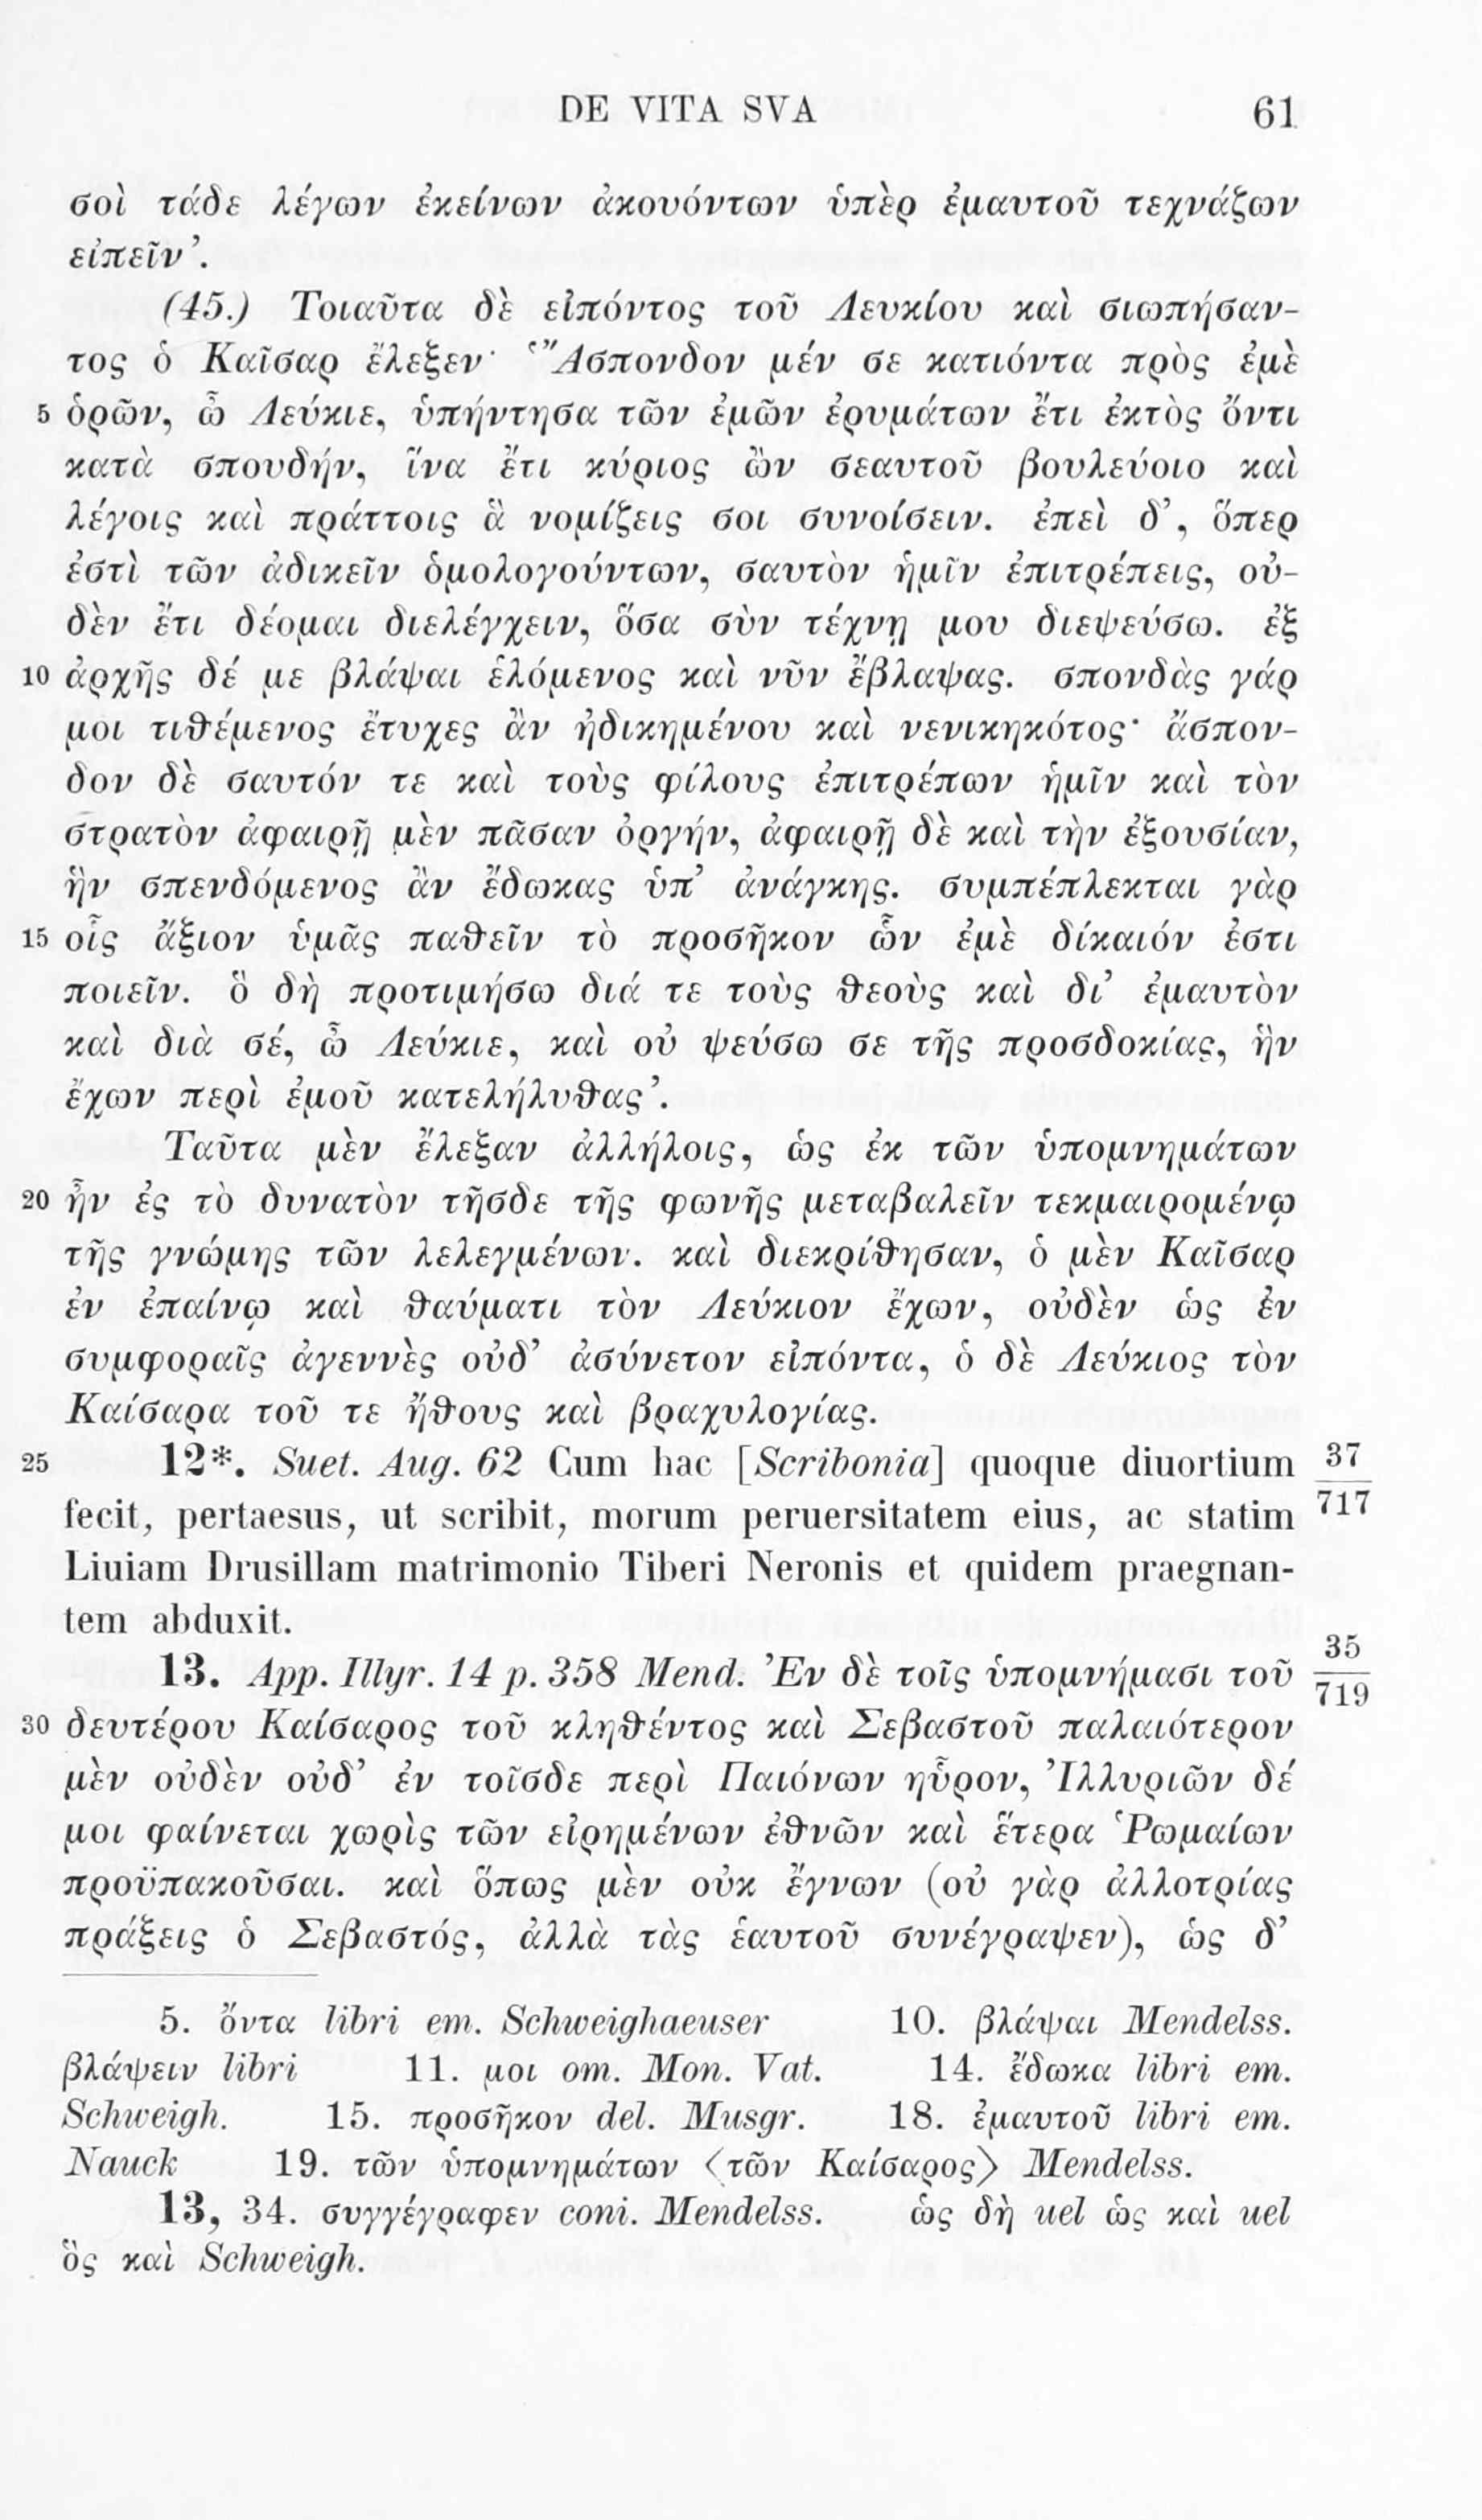 DE VITA SVA 61
σοὶ τάδε λέγων ἐκείνων ἀκουόντων ὑπὲρ ἐμαυτοῦ τεχνάζων
εἰπεῖν’.
(45.) Τοιαῦτα δὲ εἰπόντος τοῦ Λευκίου καὶ σιωπήσαν-
τος ὁ Καῖσαρ ἔλεξεν· ‘Ἄσπονδον μέν σε κατιόντα πρὸς ἐμὲ
5 ὁρῶν, ὦ Λεύκιε, ὑπήντησα τῶν ἐμῶν ἐρυμάτων ἔτι ἐκτὸς ὄντι
κατὰ σπουδήν, ἵνα ἔτι κύριος ὢν σεαυτοῦ βουλεύοιο καὶ
λέγοις καὶ πράττοις ἃ νομίζεις σοι συνοίσειν. ἐπεὶ δ’, ὅπερ
ἐστὶ τῶν ἀδικεῖν ὁμολογούντων, σαυτὸν ἡμῖν ἐπιτρέπεις, οὐ-
δὲν ἔτι δέομαι διελέγχειν, ὅσα σὺν τέχνῃ μου διεψεύσω. ἐξ
10 ἀρχῆς δέ με βλάψαι ἑλόμενος καὶ νῦν ἔβλαψας. σπονδὰς γάρ
μοι τιθέμενος ἔτυχες ἂν ἠδικημένου καὶ νενικηκότος· ἄσπον-
δον δὲ σαυτόν τε καὶ τοὺς φίλους ἐπιτρέπων ἡμῖν καὶ τὸν
στρατὸν ἀφαιρῇ μὲν πᾶσαν ὀργήν, ἀφαιρῇ δὲ καὶ τὴν ἐξουσίαν,
ἣν σπενδόμενος ἂν ἔδωκας ὑπ’ ἀνάγκης. συμπέπλεκται γὰρ
15 οἷς ἄξιον ὑμᾶς παθεῖν τὸ προσῆκον ὧν ἐμὲ δίκαιόν ἐστι
ποιεῖν. ὃ δὴ προτιμήσω διά τε τοὺς θεοὺς καὶ δι’ ἐμαυτὸν
καὶ διὰ σέ, ὦ Λεύκιε, καὶ οὐ ψεύσω σε τῆς προσδοκίας, ἣν
ἔχων περὶ ἐμοῦ κατελήλυθας’.
Ταῦτα μὲν ἔλεξαν ἀλλήλοις, ὡς ἐκ τῶν ὑπομνημάτων
20 ἦν ἐς τὸ δυνατὸν τῆσδε τῆς φωνῆς μεταβαλεῖν τεκμαιρομένῳ
τῆς γνώμης τῶν λελεγμένων. καὶ διεκρίθησαν, ὁ μὲν Καῖσαρ
ἐν ἐπαίνῳ καὶ θαύματι τὸν Λεύκιον ἔχων, οὐδὲν ὡς ἐν
συμφοραῖς ἀγεννὲς οὐδ’ ἀσύνετον εἰπόντα, ὁ δὲ Λεύκιος τὸν
Καίσαρα τοῦ τε ἤθους καὶ βραχυλογίας.
25 12*. Suet. Aug. 62 Cum hac [Scribonia] quoque diuortium 37
fecit, pertaesus, ut scribit, morum peruersitatem eius, ac statim 717
Liuiam Drusillam matrimonio Tiberi Neronis et quidem praegnan-
tem abduxit.
13. App. Illyr. 14 p. 358 Mend. Ἐν δὲ τοῖς ὑπομνήμασι τοῦ 35 719
30 δευτέρου Καίσαρος τοῦ κληθέντος καὶ Σεβαστοῦ παλαιότερον
μὲν οὐδὲν οὐδ’ ἐν τοῖσδε περὶ Παιόνων ηὗρον, Ἰλλυριῶν δέ
μοι φαίνεται χωρὶς τῶν εἰρημένων ἐθνῶν καὶ ἕτερα Ῥωμαίων
προϋπακοῦσαι. καὶ ὅπως μὲν οὐκ ἔγνων (οὐ γὰρ ἀλλοτρίας
πράξεις ὁ Σεβαστός, ἀλλὰ τὰς ἑαυτοῦ συνέγραψεν), ὡς δ’
5. ὄντα libri em. Schweighaeuser 10. βλάψαι Mendelss.
βλάψειν libri 11. μοι om. Mon. Vat. 14. ἔδωκα libri em.
Schweigh. 15. προσῆκον del. Musgr. 18. ἐμαυτοῦ libri em.
Nauck 19. τῶν ὑπομνημάτων <τῶν Καίσαρος> Mendelss.
13, 34. συγγέγραφεν coni. Mendelss. ὡς δὴ uel ὡς καὶ uel
ὃς καὶ Schweigh.